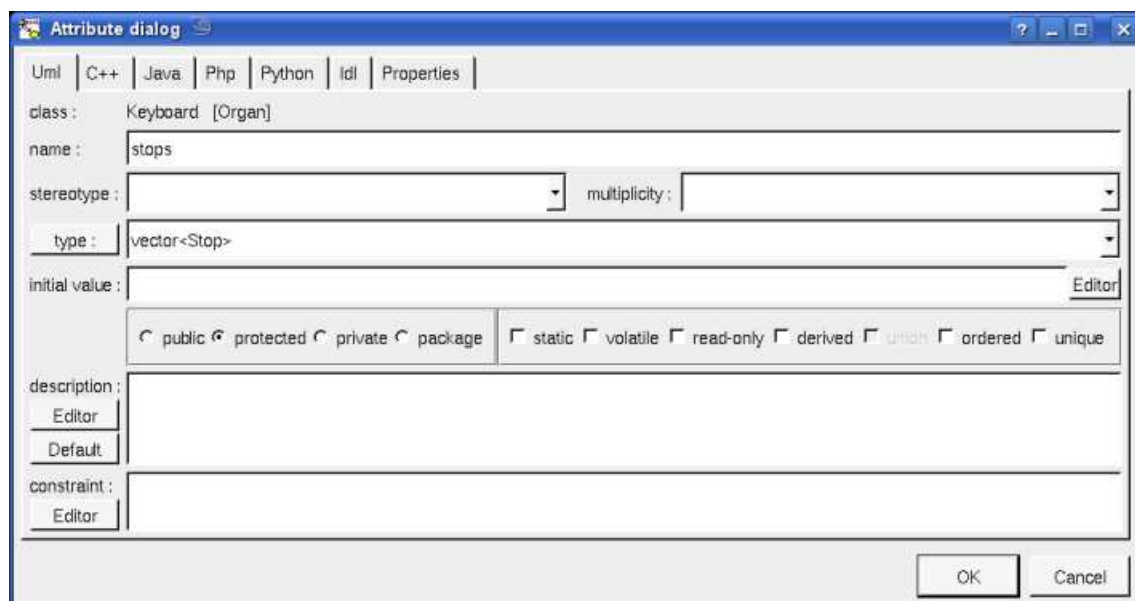 Attribute dialog
Uml C++ Java Php Python Idl Properties
class : Keyboard [Organ]
name : stops
stereotype : multiplicity :
type : vector<Stop>
initial value : Editor
public protected private package static volatile read-only derived union ordered unique
description :
Editor
Default
constraint :
Editor
OK Cancel